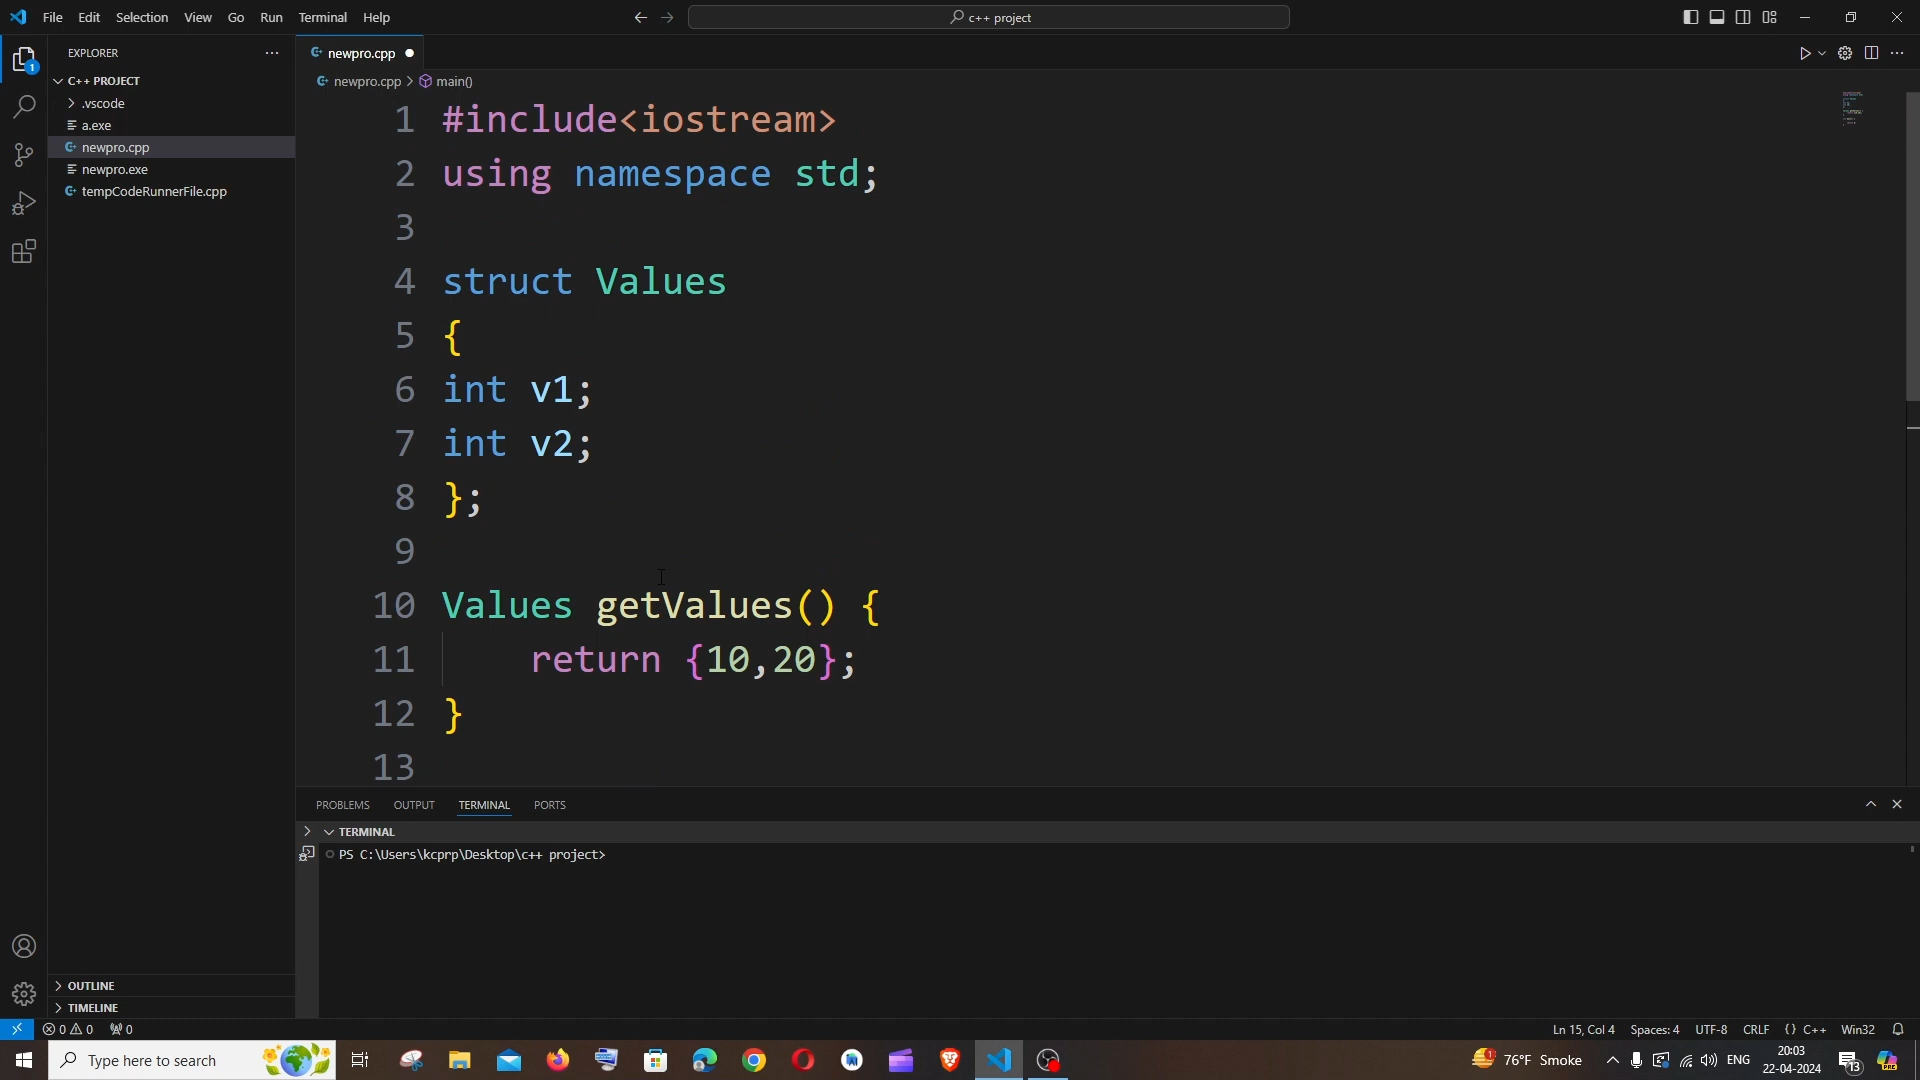 File Edit Selection View Go Run Terminal Help
c++ project
EXPLORER
C++ PROJECT
.vscode
a.exe
newpro.cpp
newpro.exe
tempCodeRunnerFile.cpp
OUTLINE
TIMELINE
newpro.cpp
newpro.cpp > main()
1 #include<iostream>
2 using namespace std;
3
4 struct Values
5 {
6 int v1;
7 int v2;
8 };
9
10 Values getValues() {
11 return {10,20};
12 }
13
PROBLEMS OUTPUT TERMINAL PORTS
TERMINAL
PS C:\Users\kcprp\Desktop\c++ project>
0 0 0
Ln 15, Col 4 Spaces: 4 UTF-8 CRLF {} C++ Win32
Type here to search
76°F Smoke
ENG
20:03
22-04-2024
13